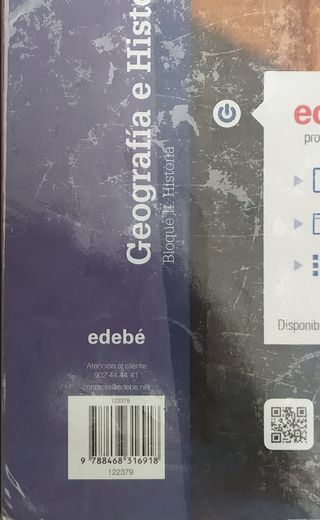 Geografía e Histo
Bloque II. Historia
edebé
Atención al cliente
902 44 44 41
contacta@edebe.net
122378
9 788468 316918
122379
ed
pro
Disponibl